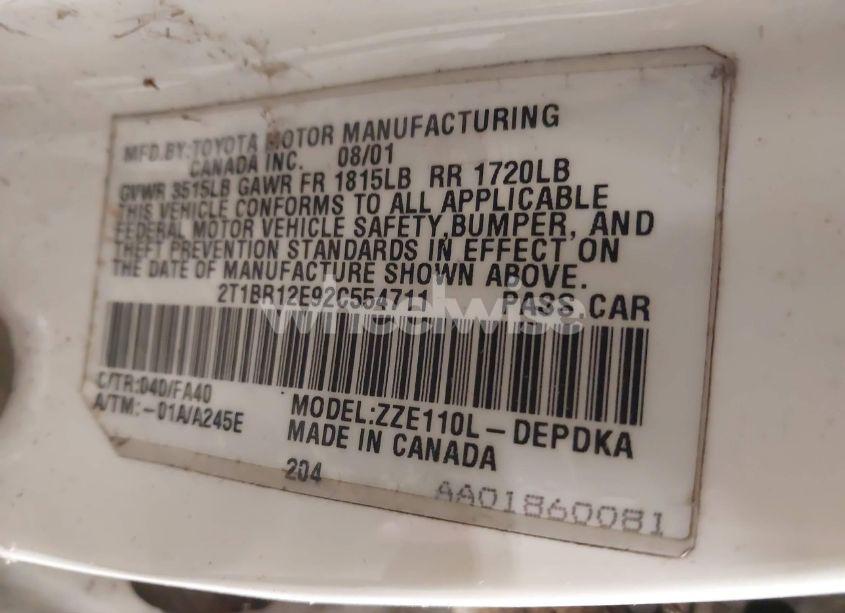 MFD.BY:TOYOTA MOTOR MANUFACTURING
CANADA INC. 08/01
GVWR 3515LB GAWR FR 1815LB RR 1720LB
THIS VEHICLE CONFORMS TO ALL APPLICABLE
FEDERAL MOTOR VEHICLE SAFETY,BUMPER, AND
THEFT PREVENTION STANDARDS IN EFFECT ON
THE DATE OF MANUFACTURE SHOWN ABOVE.
2T1BR12E92C554711 PASS.CAR
wheelwise
C/TR:040/FA40
A/TM:-01A/A245E
MODEL:ZZE110L-DEPDKA
MADE IN CANADA
204
AA01860081